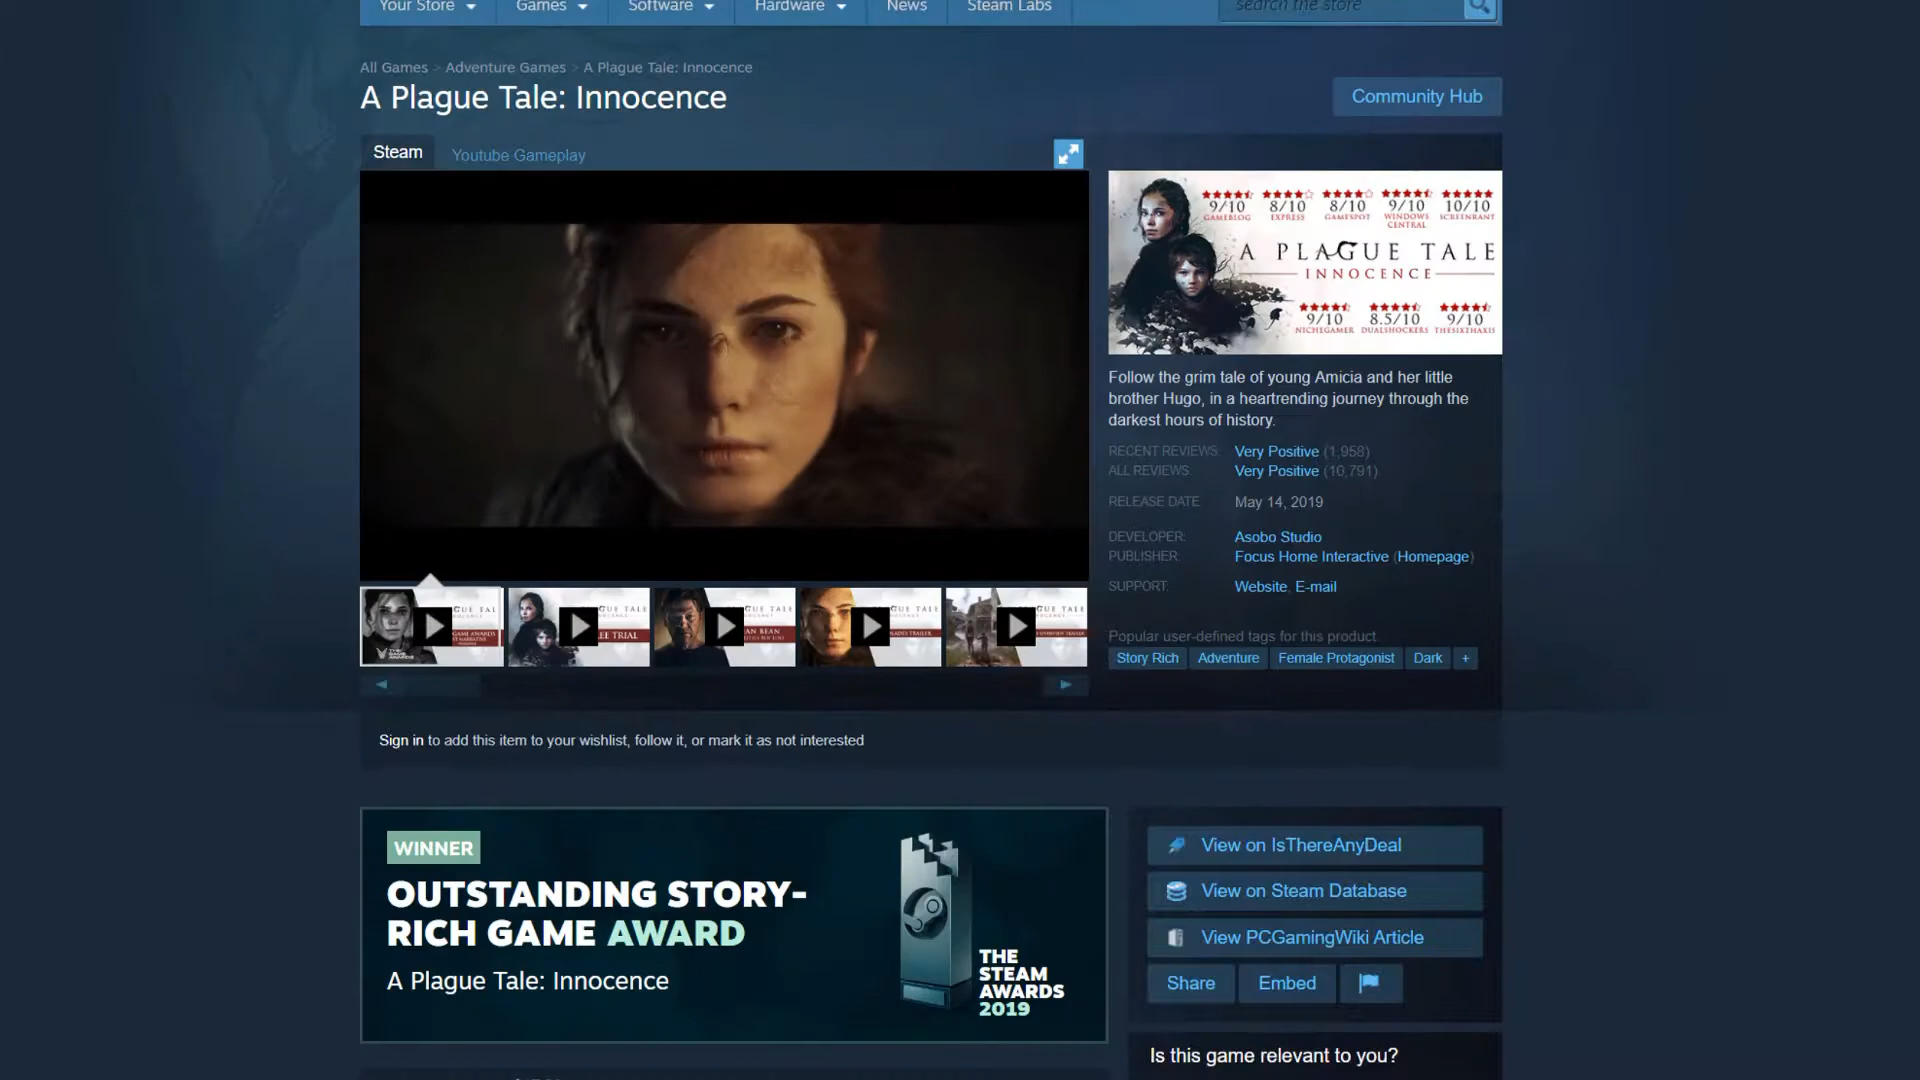 Your Store
Games
Software
Hardware
News
Steam Labs
search the store
All Games > Adventure Games > A Plague Tale: Innocence
A Plague Tale: Innocence
Community Hub
Steam
Youtube Gameplay
9/10 8/10 8/10 9/10 10/10
GAMEBLOG EXPRESS GAMESPOT WINDOWS CENTRAL SCREENRANT
A PLAGUE TALE
INNOCENCE
9/10 8.5/10 9/10
NICHEGAMER DUALSHOCKERS THESIXTHAXIS
Follow the grim tale of young Amicia and her little
brother Hugo, in a heartrending journey through the
darkest hours of history.
RECENT REVIEWS: Very Positive (1,958)
ALL REVIEWS: Very Positive (10,791)
RELEASE DATE: May 14, 2019
DEVELOPER: Asobo Studio
PUBLISHER: Focus Home Interactive (Homepage)
SUPPORT: Website, E-mail
Popular user-defined tags for this product:
Story Rich Adventure Female Protagonist Dark +
Sign in to add this item to your wishlist, follow it, or mark it as not interested
WINNER
OUTSTANDING STORY-
RICH GAME AWARD
A Plague Tale: Innocence
THE
STEAM
AWARDS
2019
View on IsThereAnyDeal
View on Steam Database
View PCGamingWiki Article
Share Embed
Is this game relevant to you?